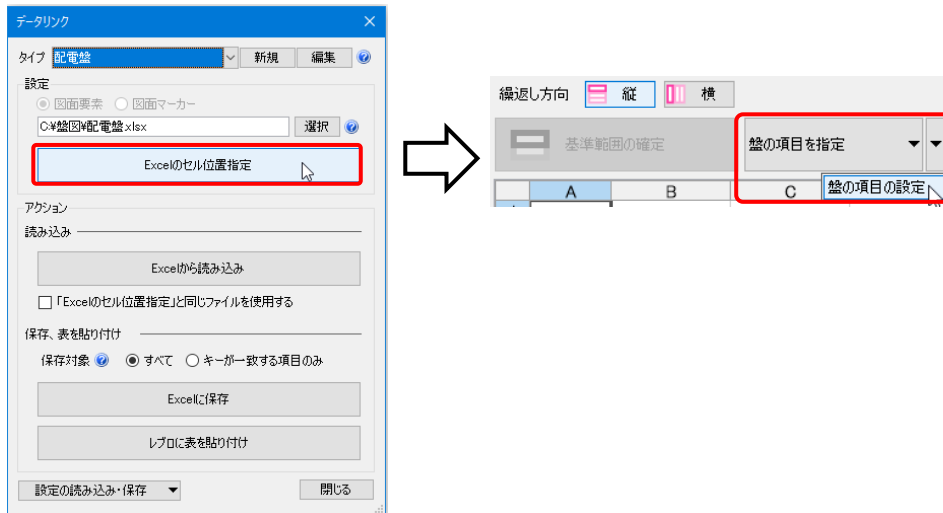 データリンク
タイプ 配電盤 新規 編集
設定
図面要素 図面マーカー
C:¥盤図¥配電盤.xlsx 選択
Excelのセル位置指定
アクション
読み込み
Excelから読み込み
「Excelのセル位置指定」と同じファイルを使用する
保存、表を貼り付け
保存対象 すべて キーが一致する項目のみ
Excelに保存
レブロに表を貼り付け
設定の読み込み・保存 閉じる
繰返し方向 縦 横
基準範囲の確定 盤の項目を指定
A B C 盤の項目の設定